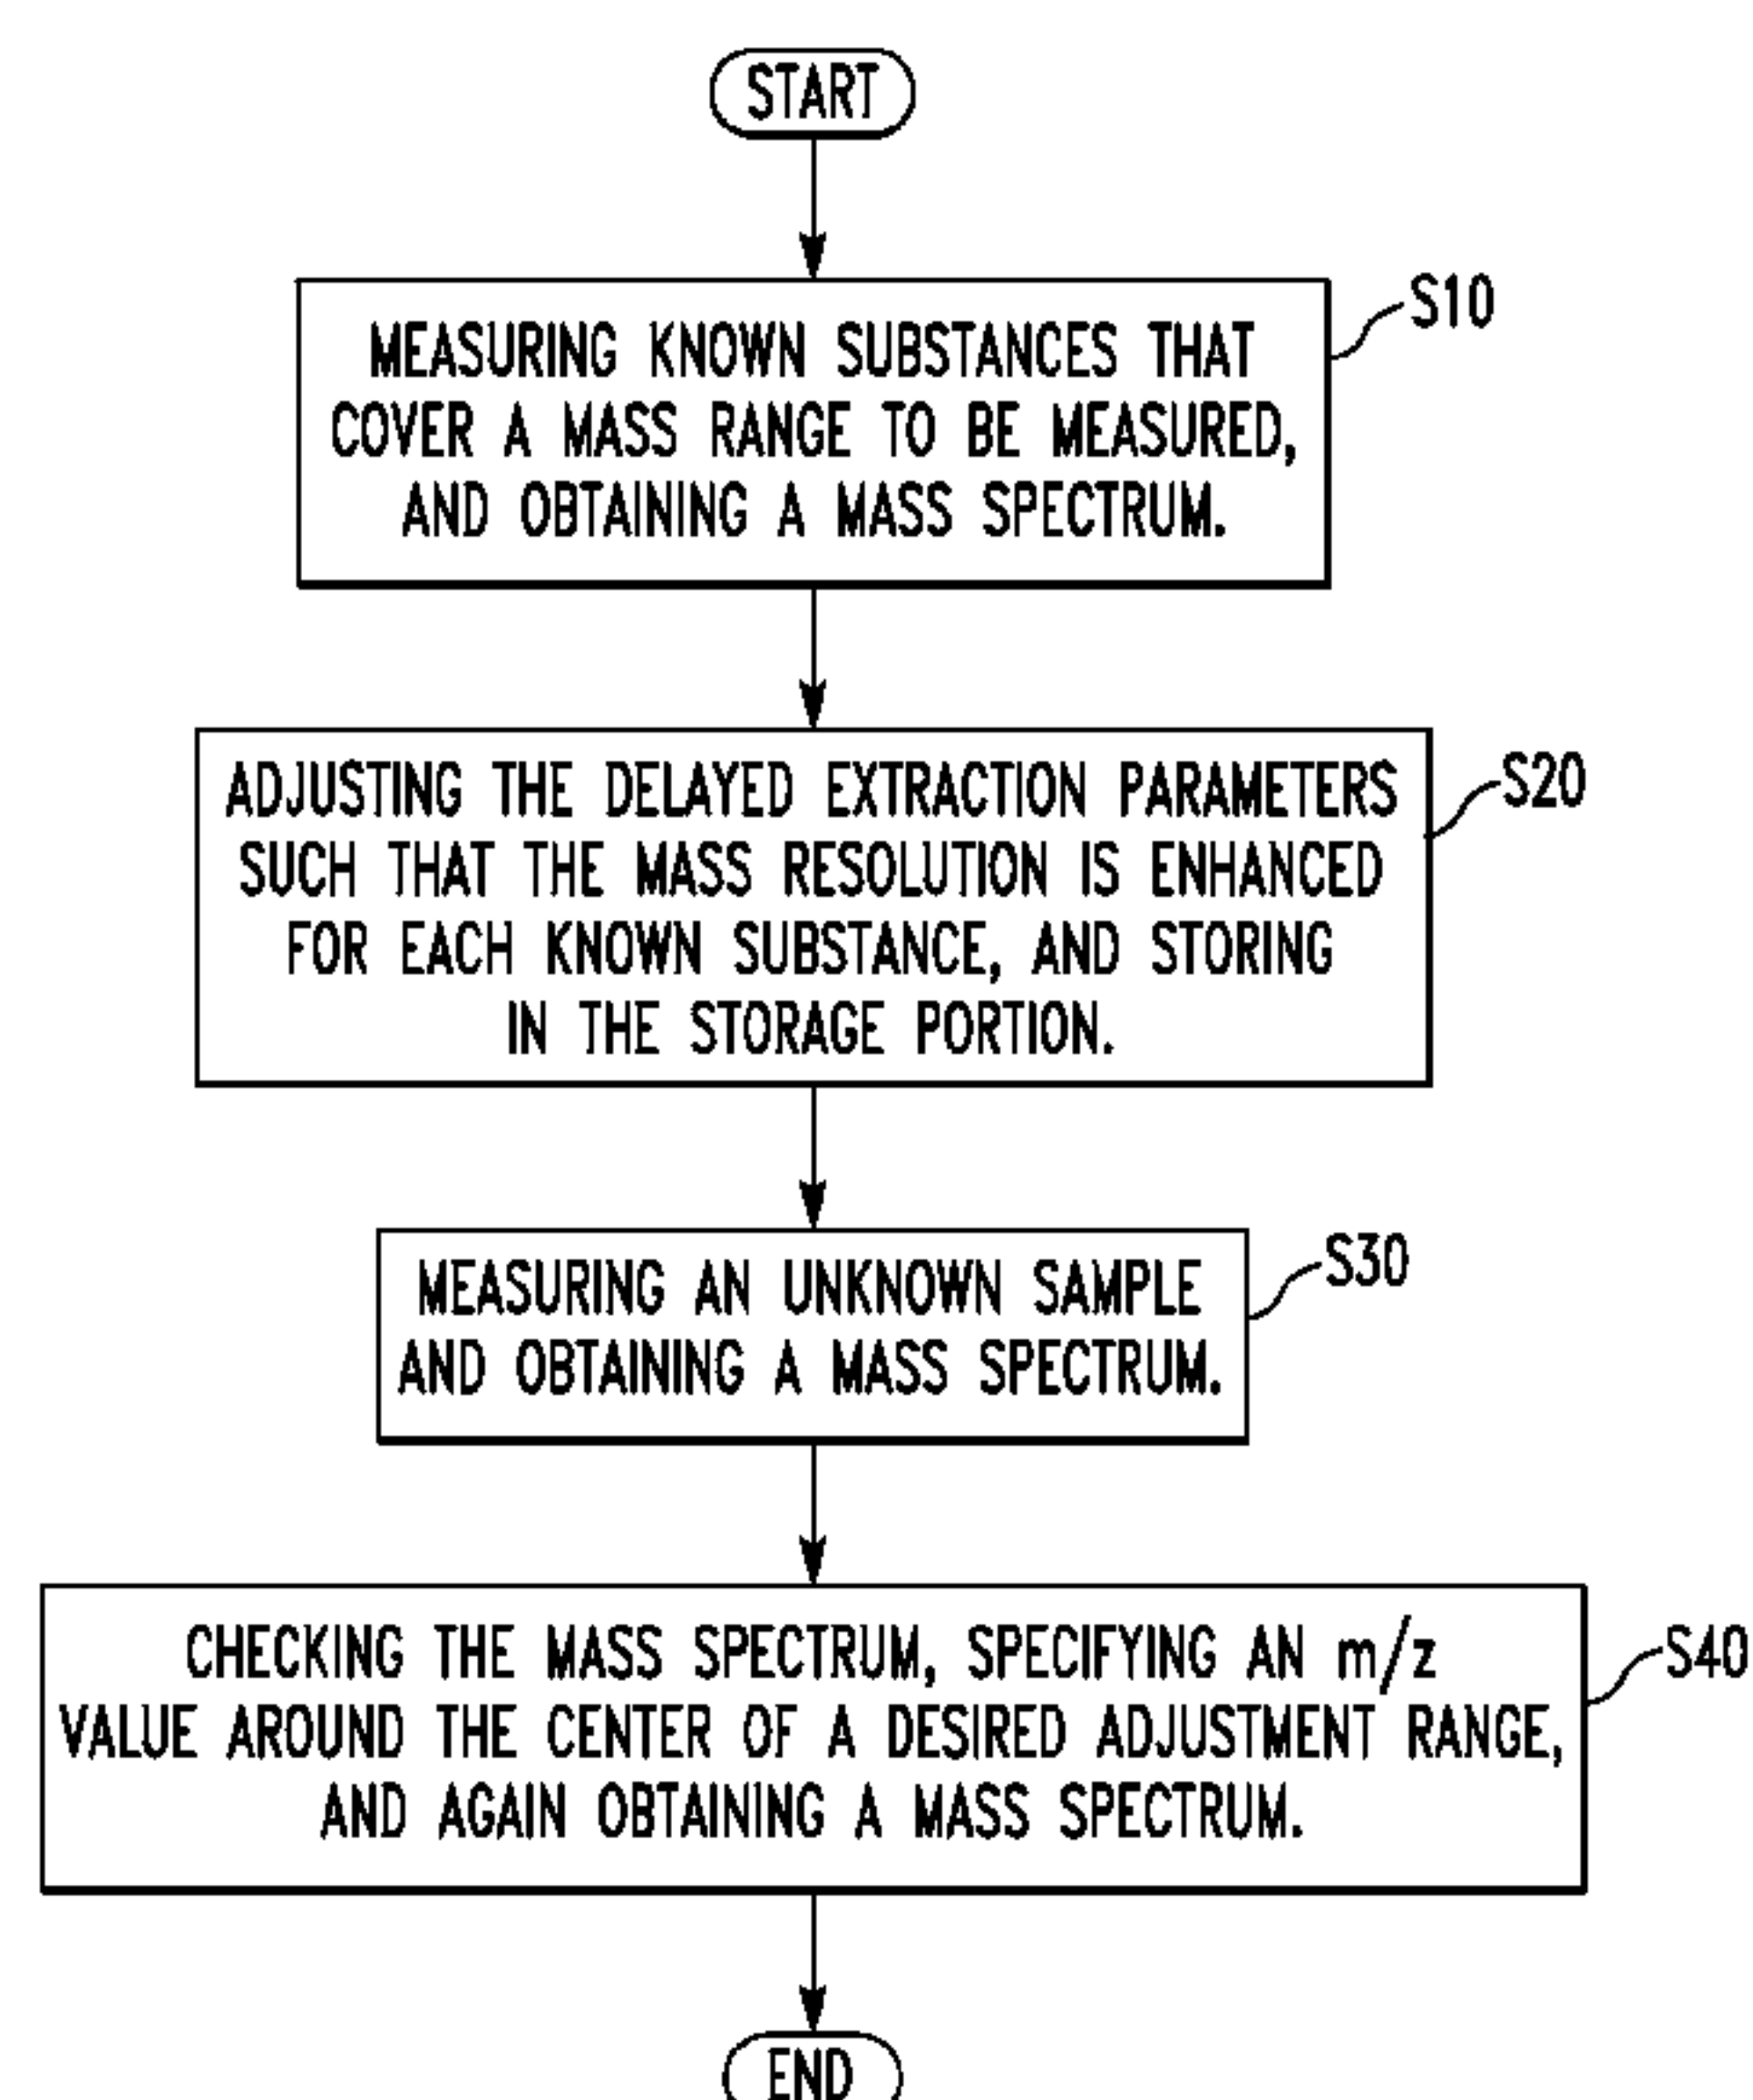 START
S10
MEASURING KNOWN SUBSTANCES THAT
COVER A MASS RANGE TO BE MEASURED,
AND OBTAINING A MASS SPECTRUM.
S20
ADJUSTING THE DELAYED EXTRACTION PARAMETERS
SUCH THAT THE MASS RESOLUTION IS ENHANCED
FOR EACH KNOWN SUBSTANCE, AND STORING
IN THE STORAGE PORTION.
S30
MEASURING AN UNKNOWN SAMPLE
AND OBTAINING A MASS SPECTRUM.
S40
CHECKING THE MASS SPECTRUM, SPECIFYING AN m/z
VALUE AROUND THE CENTER OF A DESIRED ADJUSTMENT RANGE,
AND AGAIN OBTAINING A MASS SPECTRUM.
END